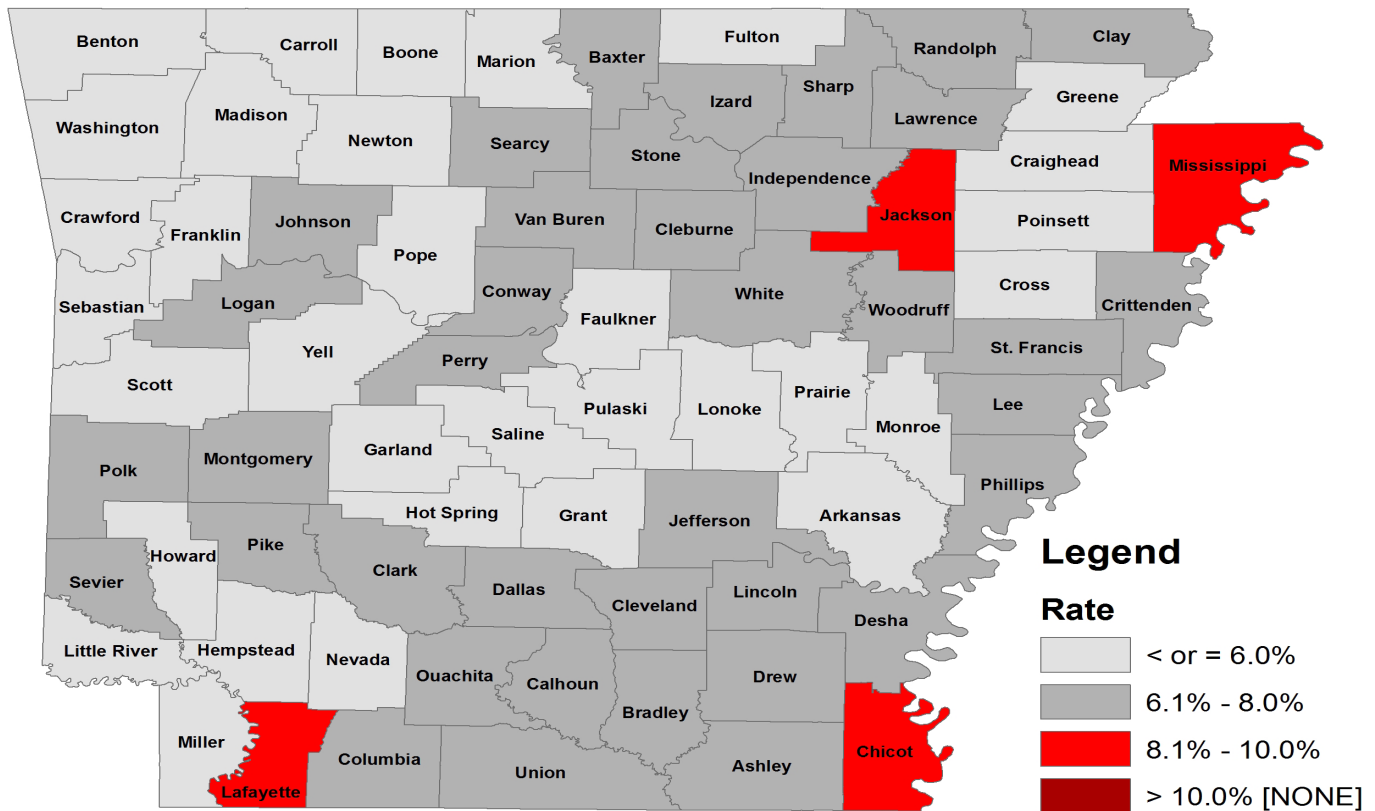 Benton
Carroll
Boone
Marion
Baxter
Fulton
Randolph
Clay
Izard
Sharp
Greene
Washington
Madison
Newton
Searcy
Stone
Lawrence
Independence
Craighead
Mississippi
Crawford
Franklin
Johnson
Pope
Van Buren
Cleburne
Jackson
Poinsett
Sebastian
Logan
Conway
Faulkner
White
Woodruff
Cross
Crittenden
Yell
Perry
St. Francis
Scott
Pulaski
Lonoke
Prairie
Monroe
Lee
Garland
Saline
Polk
Montgomery
Phillips
Hot Spring
Grant
Jefferson
Arkansas
Howard
Pike
Clark
Sevier
Dallas
Cleveland
Lincoln
Desha
Little River
Hempstead
Nevada
Ouachita
Calhoun
Bradley
Drew
Miller
Lafayette
Columbia
Union
Ashley
Chicot
Legend
Rate
< or = 6.0%
6.1% - 8.0%
8.1% - 10.0%
> 10.0% [NONE]